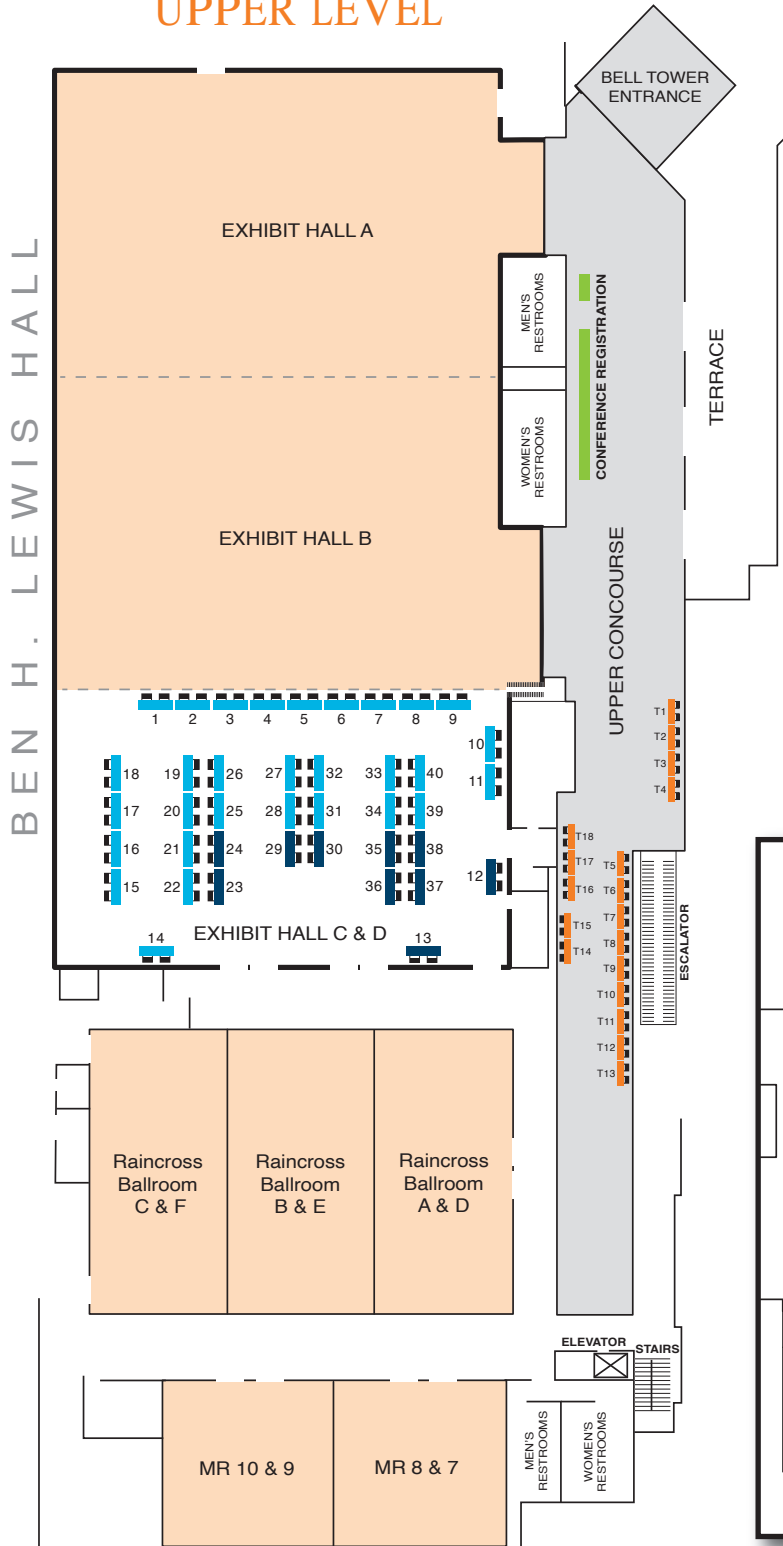 UPPER LEVEL
BELL TOWER
ENTRANCE
EXHIBIT HALL A
MEN'S
RESTROOMS
CONFERENCE REGISTRATION
TERRACE
BEN H. LEWIS HALL
WOMEN'S
RESTROOMS
EXHIBIT HALL B
UPPER CONCOURSE
1 2 3 4 5 6 7 8 9
T1
T2
T3
T4
10
11
18 19 26 27 32 33 40
17 20 25 28 31 34 39
16 21 24 29 30 35 38
15 22 23 36 37
12
T18
T17
T16
T15
T14
T5
T6
T7
T8
T9
T10
T11
T12
T13
ESCALATOR
14
EXHIBIT HALL C & D
13
Raincross
Ballroom
C & F
Raincross
Ballroom
B & E
Raincross
Ballroom
A & D
ELEVATOR
STAIRS
MR 10 & 9
MR 8 & 7
MEN'S
RESTROOMS
WOMEN'S
RESTROOMS